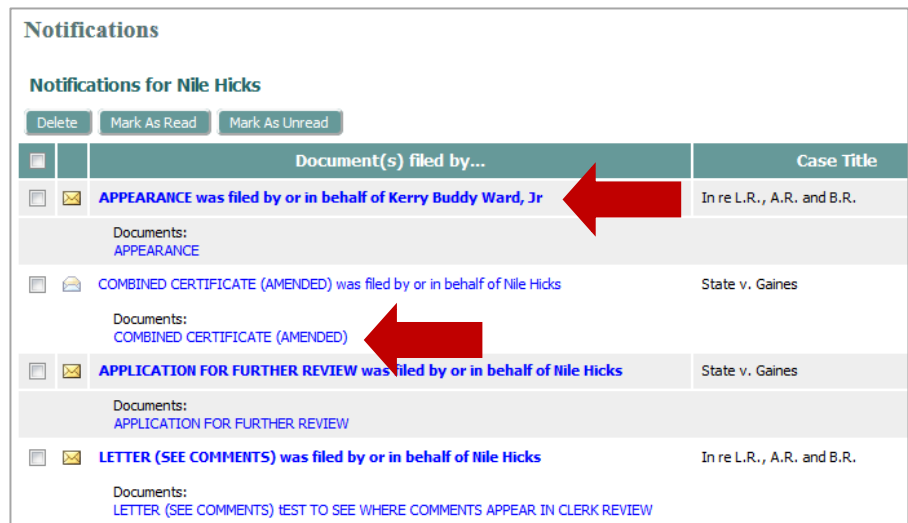 Notifications
Notifications for Nile Hicks
Delete Mark As Read Mark As Unread
Document(s) filed by... Case Title
APPEARANCE was filed by or in behalf of Kerry Buddy Ward, Jr In re L.R., A.R. and B.R.
Documents:
APPEARANCE
COMBINED CERTIFICATE (AMENDED) was filed by or in behalf of Nile Hicks State v. Gaines
Documents:
COMBINED CERTIFICATE (AMENDED)
APPLICATION FOR FURTHER REVIEW was filed by or in behalf of Nile Hicks State v. Gaines
Documents:
APPLICATION FOR FURTHER REVIEW
LETTER (SEE COMMENTS) was filed by or in behalf of Nile Hicks In re L.R., A.R. and B.R.
Documents:
LETTER (SEE COMMENTS) tEST TO SEE WHERE COMMENTS APPEAR IN CLERK REVIEW